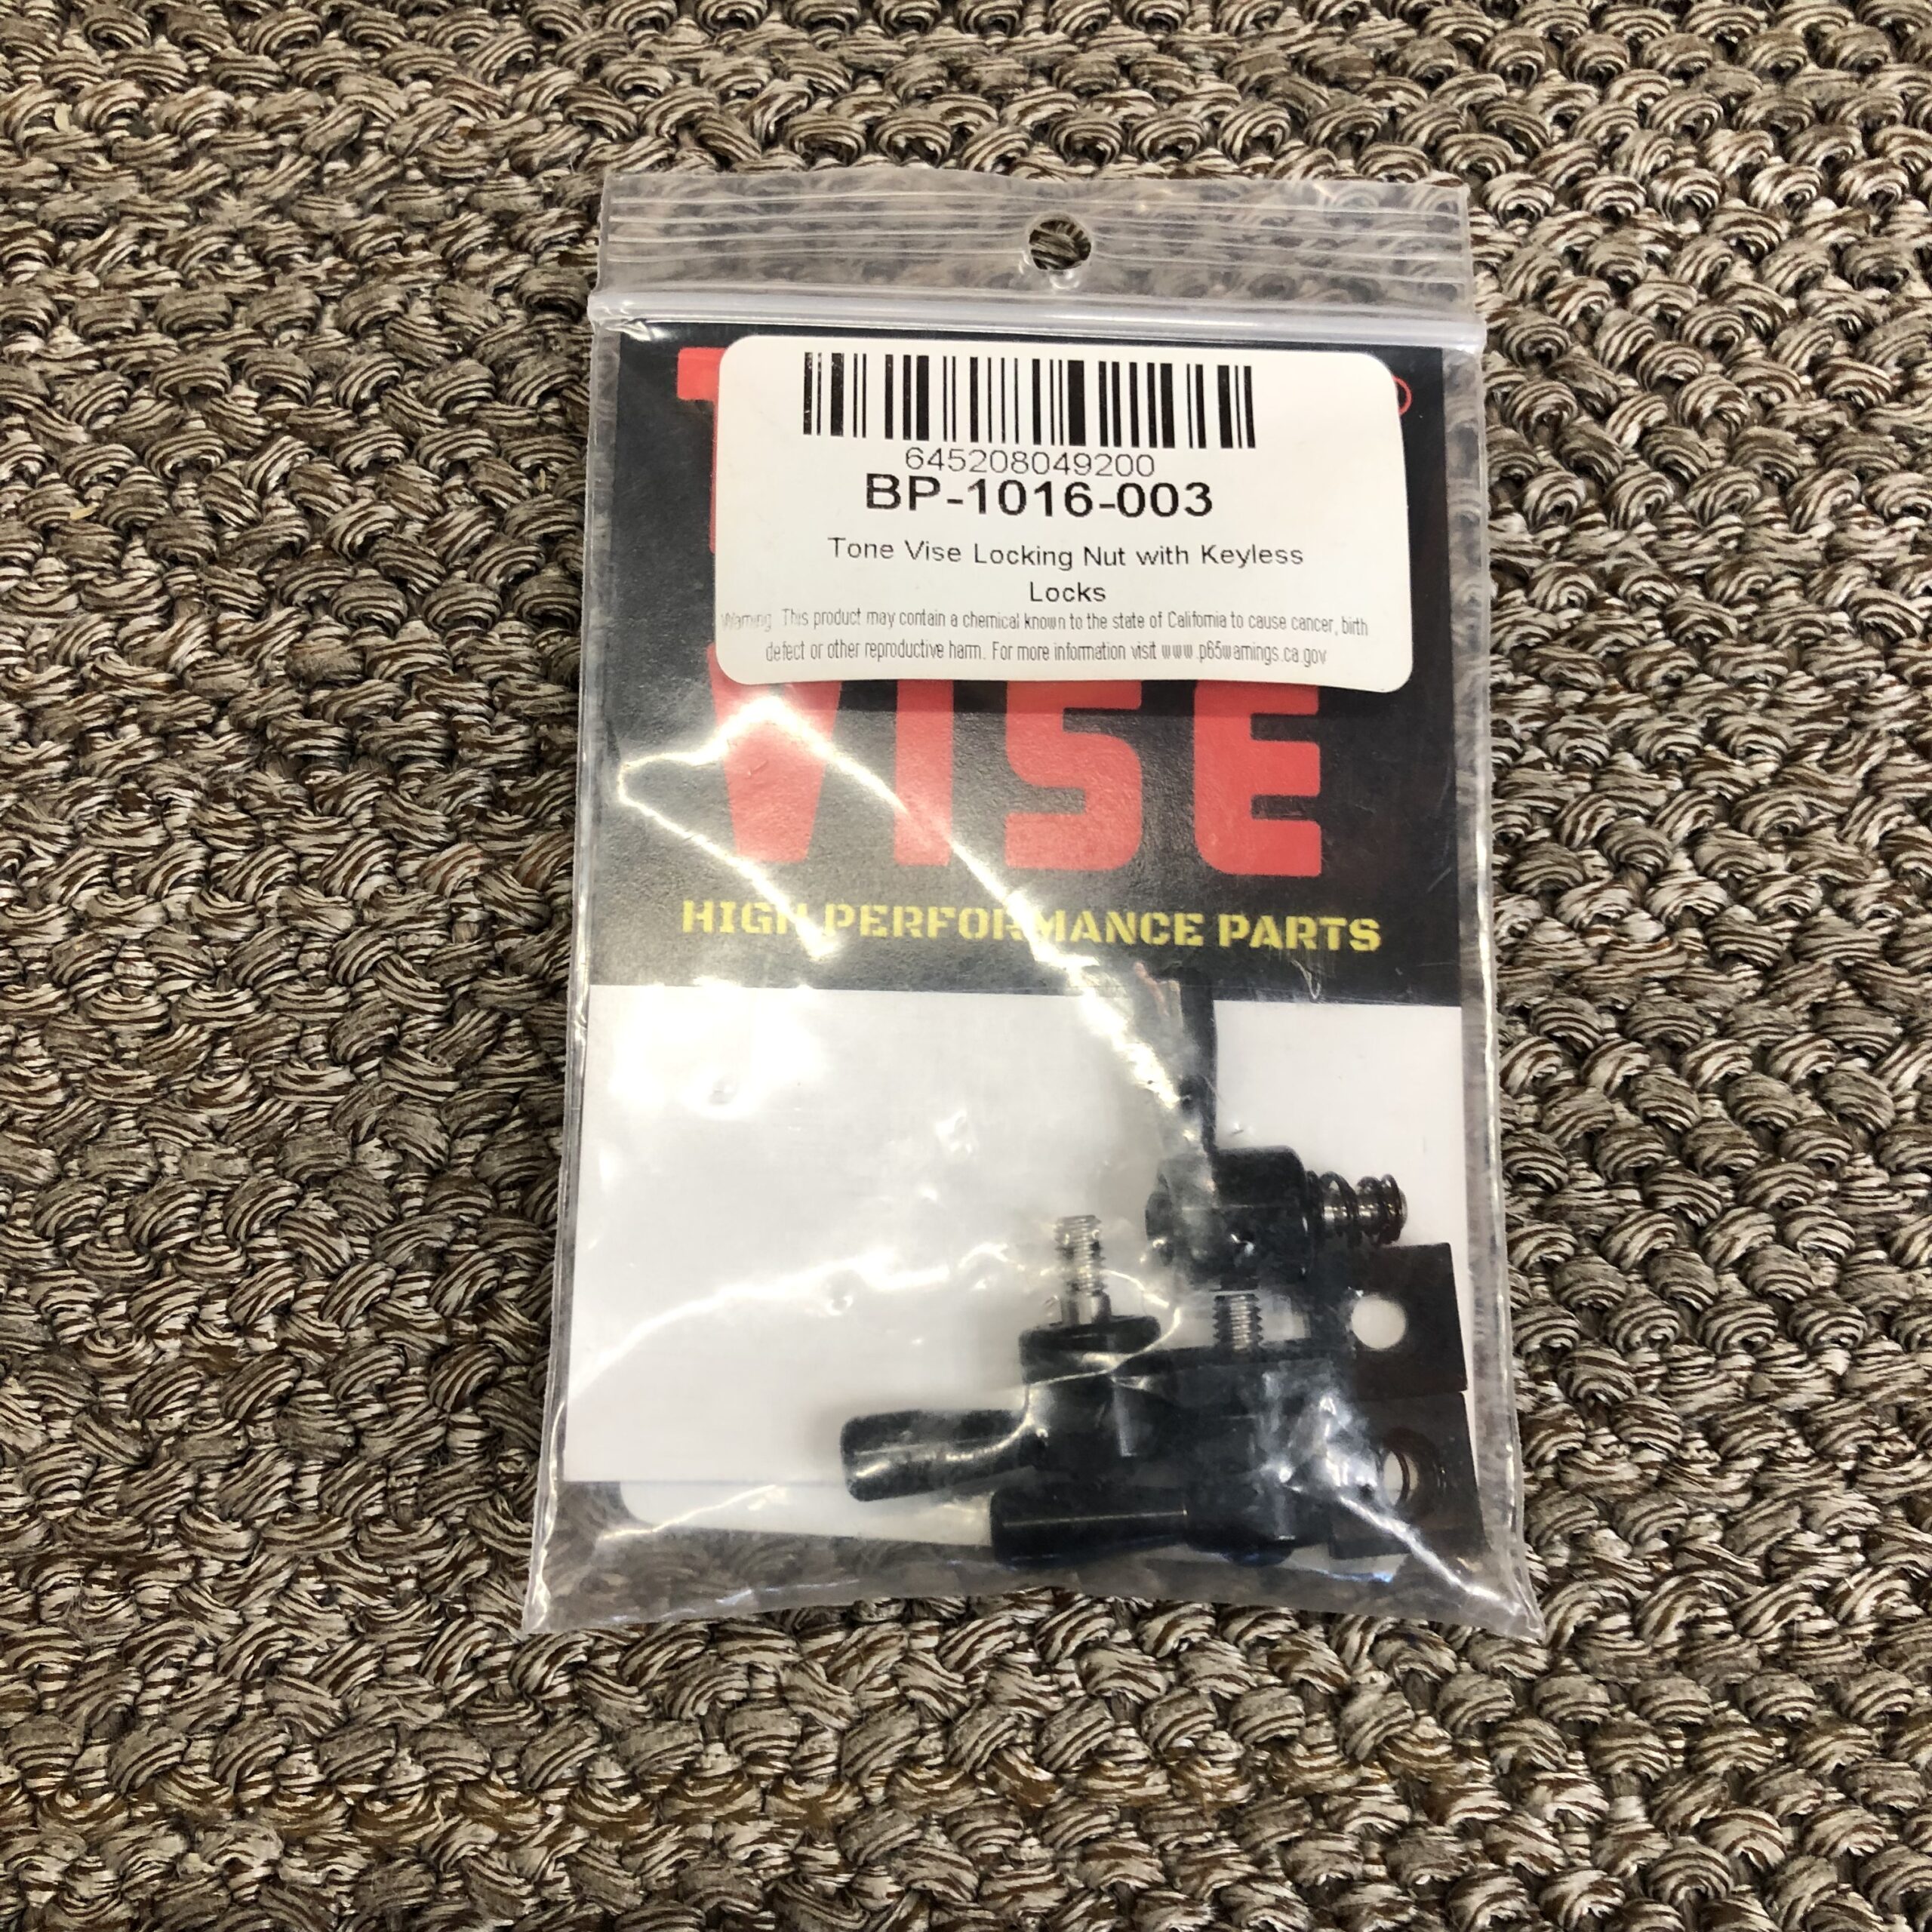 645208049200
BP-1016-003
Tone Vise Locking Nut with Keyless
Locks
Warning. This product may contain a chemical known to the state of California to cause cancer, birth
defect or other reproductive harm. For more information visit www.p65warnings.ca.gov
VISE
HIGH PERFORMANCE PARTS